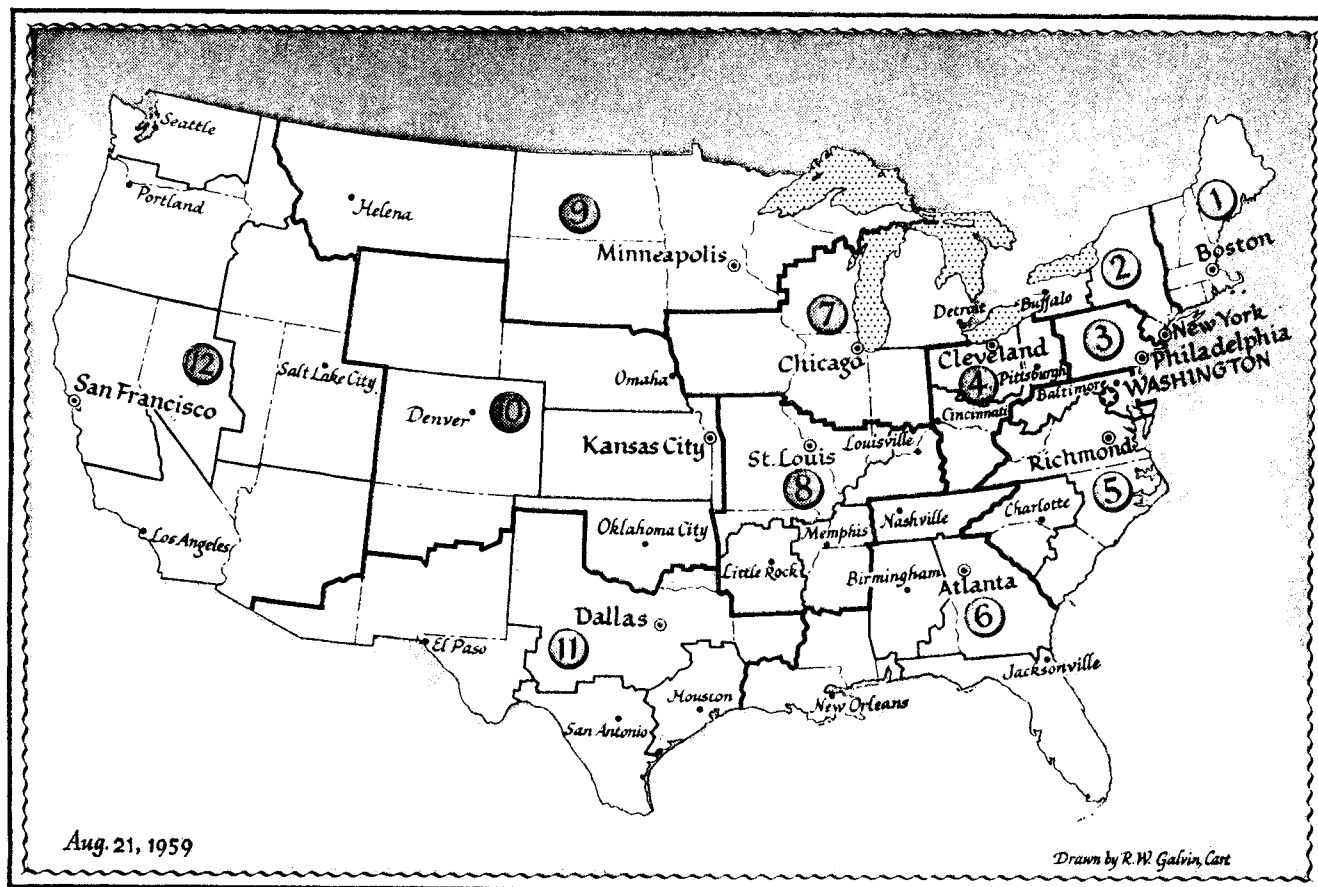 Seattle
Portland
Helena
9
Minneapolis
1
Boston
2
Buffalo
Detroit
7
Chicago
Cleveland
4
Pittsburgh
Cincinnati
3
New York
Philadelphia
WASHINGTON
Baltimore
12
San Francisco
Salt Lake City
Omaha
Denver
10
Kansas City
St. Louis
8
Louisville
Richmond
5
Charlotte
Nashville
Memphis
Los Angeles
Oklahoma City
Little Rock
Birmingham
Atlanta
6
Dallas
11
El Paso
Houston
San Antonio
New Orleans
Jacksonville
Aug. 21, 1959
Drawn by R.W. Galvin, Cart